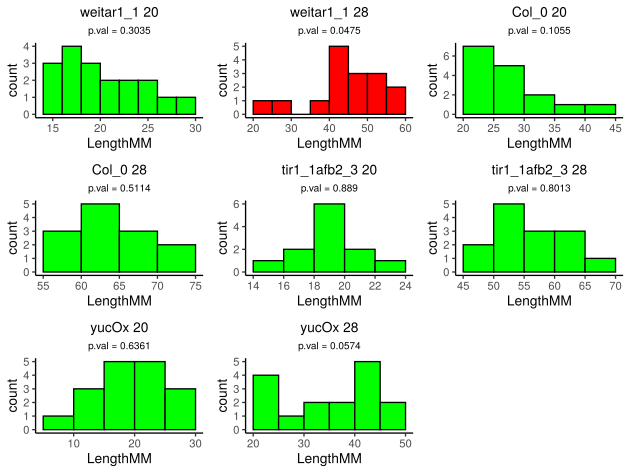 weitar1_1 20
p.val = 0.3035
count
4
3
2
1
0
15 20 25 30
LengthMM
weitar1_1 28
p.val = 0.0475
count
5
4
3
2
1
0
20 30 40 50 60
LengthMM
Col_0 20
p.val = 0.1055
count
6
4
2
0
20 25 30 35 40 45
LengthMM
Col_0 28
p.val = 0.5114
count
5
4
3
2
1
0
55 60 65 70 75
LengthMM
tir1_1afb2_3 20
p.val = 0.889
count
6
4
2
0
14 16 18 20 22 24
LengthMM
tir1_1afb2_3 28
p.val = 0.8013
count
5
4
3
2
1
0
45 50 55 60 65 70
LengthMM
yucOx 20
p.val = 0.6361
count
5
4
3
2
1
0
10 20 30
LengthMM
yucOx 28
p.val = 0.0574
count
5
4
3
2
1
0
20 30 40 50
LengthMM